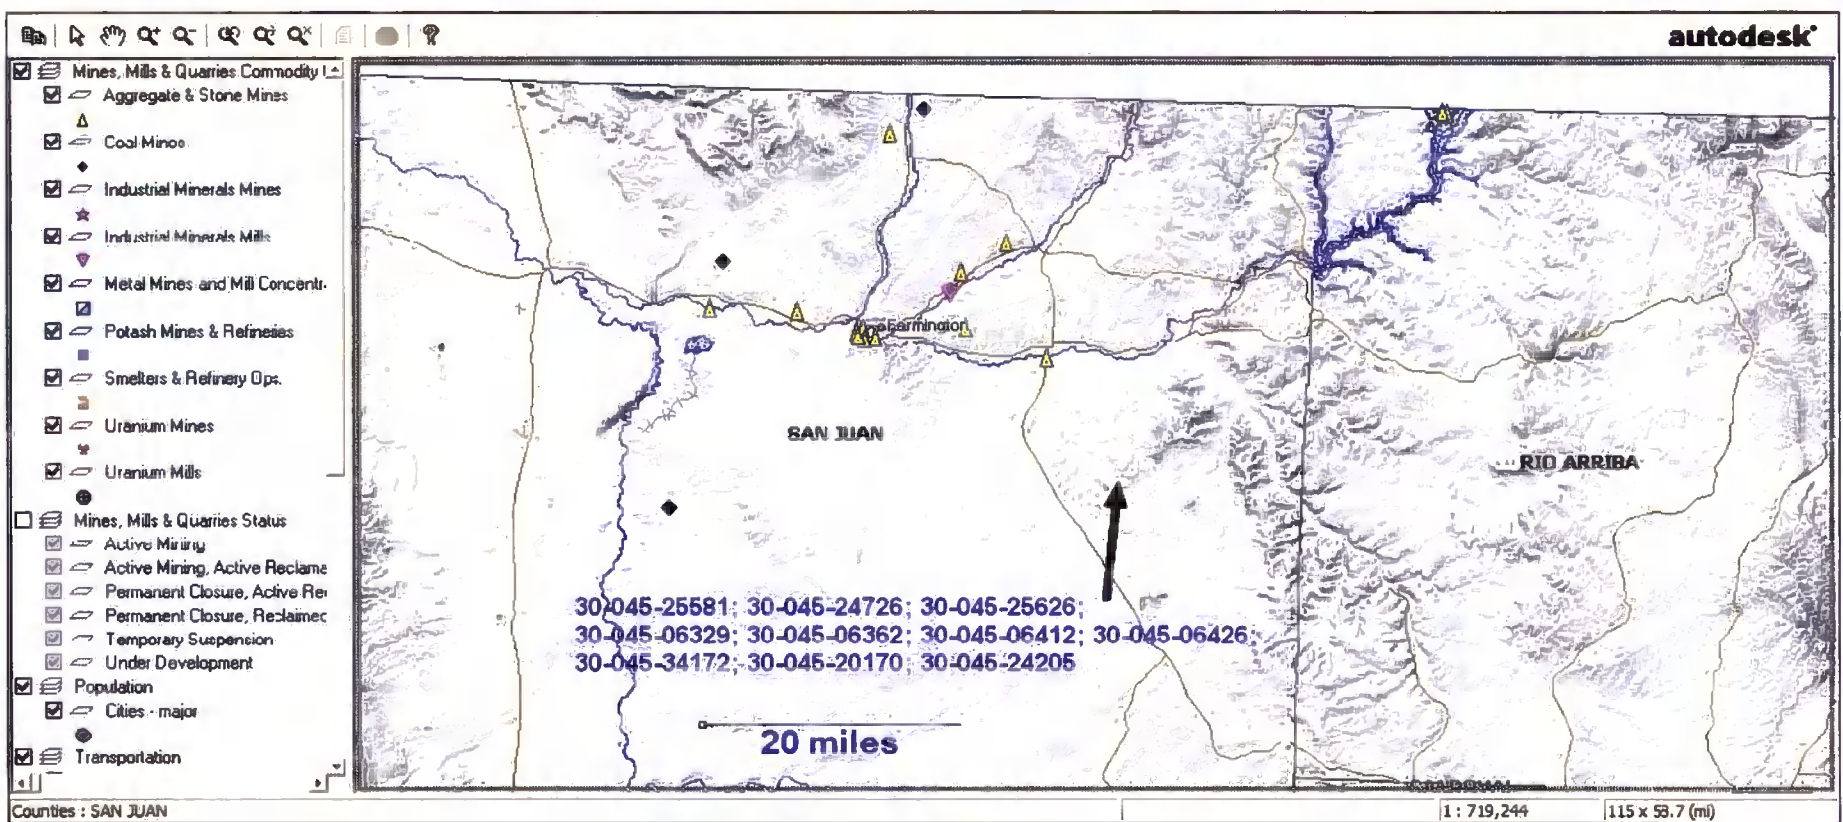 autodesk
Mines, Mills & Quarries Commodity
Aggregate & Stone Mines
Coal Mines
Industrial Minerals Mines
Industrial Minerals Mills
Metal Mines and Mill Concentr
Potash Mines & Refineries
Smelters & Refinery Ops.
Uranium Mines
Uranium Mills
Mines, Mills & Quarries Status
Active Mining
Active Mining, Active Reclama
Permanent Closure, Active Re
Permanent Closure, Reclaimed
Temporary Suspension
Under Development
Population
Cities - major
Transportation
Farmington
SAN JUAN
RIO ARRIBA
30-045-25581; 30-045-24726; 30-045-25626;
30-045-06329; 30-045-06362; 30-045-06412; 30-045-06426;
30-045-34172; 30-045-20170; 30-045-24205
20 miles
Counties : SAN JUAN
1 : 719,244
115 x 53.7 (mi)